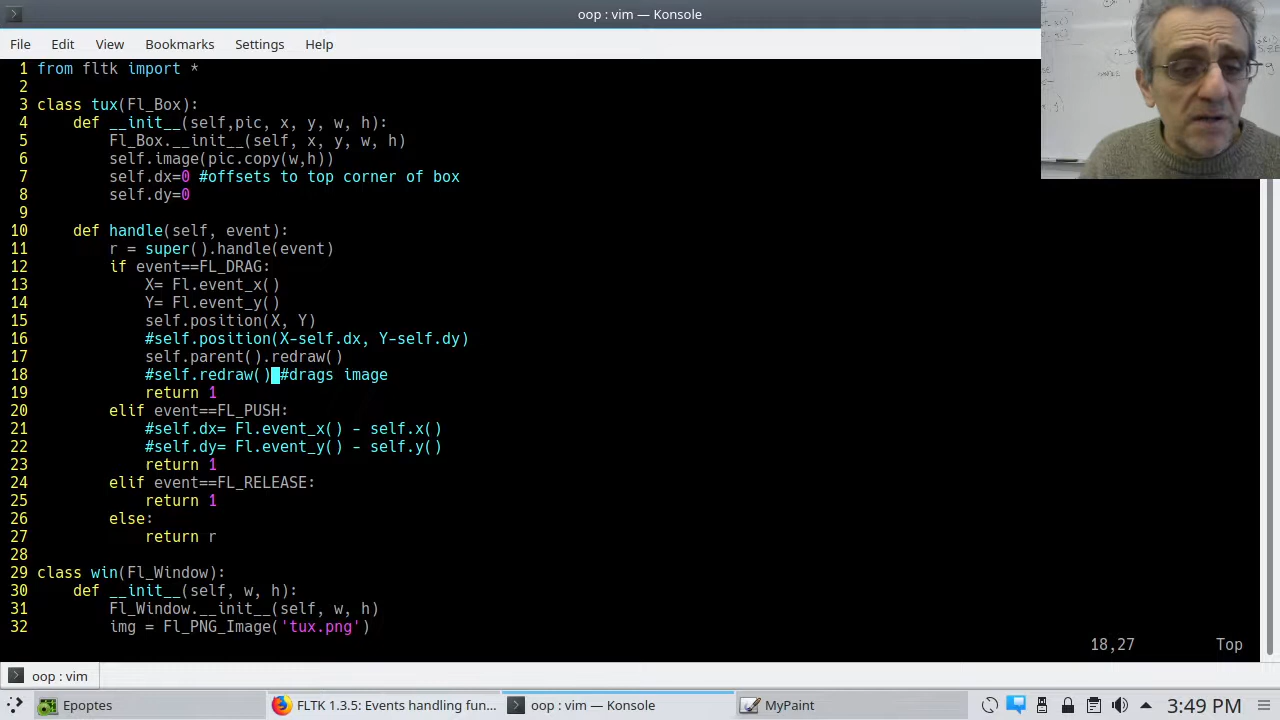 oop : vim — Konsole
File Edit View Bookmarks Settings Help
1 from fltk import *
2
3 class tux(Fl_Box):
4     def __init__(self,pic, x, y, w, h):
5         Fl_Box.__init__(self, x, y, w, h)
6         self.image(pic.copy(w,h))
7         self.dx=0 #offsets to top corner of box
8         self.dy=0
9
10     def handle(self, event):
11         r = super().handle(event)
12         if event==FL_DRAG:
13             X= Fl.event_x()
14             Y= Fl.event_y()
15             self.position(X, Y)
16             #self.position(X-self.dx, Y-self.dy)
17             self.parent().redraw()
18             #self.redraw() #drags image
19             return 1
20         elif event==FL_PUSH:
21             #self.dx= Fl.event_x() - self.x()
22             #self.dy= Fl.event_y() - self.y()
23             return 1
24         elif event==FL_RELEASE:
25             return 1
26         else:
27             return r
28
29 class win(Fl_Window):
30     def __init__(self, w, h):
31         Fl_Window.__init__(self, w, h)
32         img = Fl_PNG_Image('tux.png')
18,27 Top
oop : vim
Epoptes FLTK 1.3.5: Events handling fun... oop : vim — Konsole MyPaint 3:49 PM